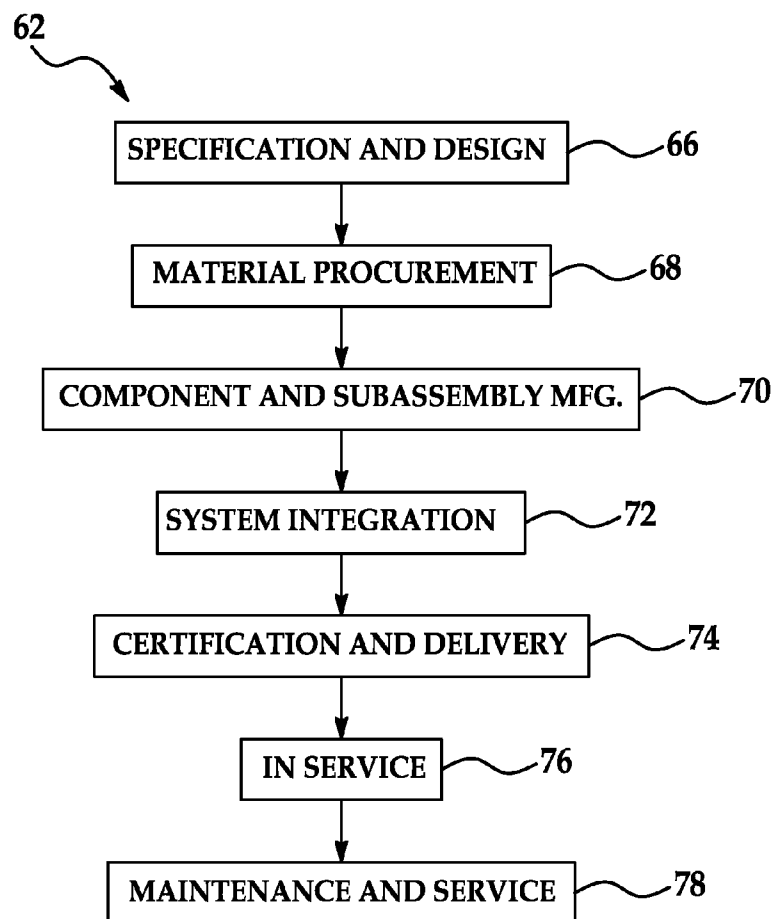 62
SPECIFICATION AND DESIGN
66
MATERIAL PROCUREMENT
68
COMPONENT AND SUBASSEMBLY MFG.
70
SYSTEM INTEGRATION
72
CERTIFICATION AND DELIVERY
74
IN SERVICE
76
MAINTENANCE AND SERVICE
78